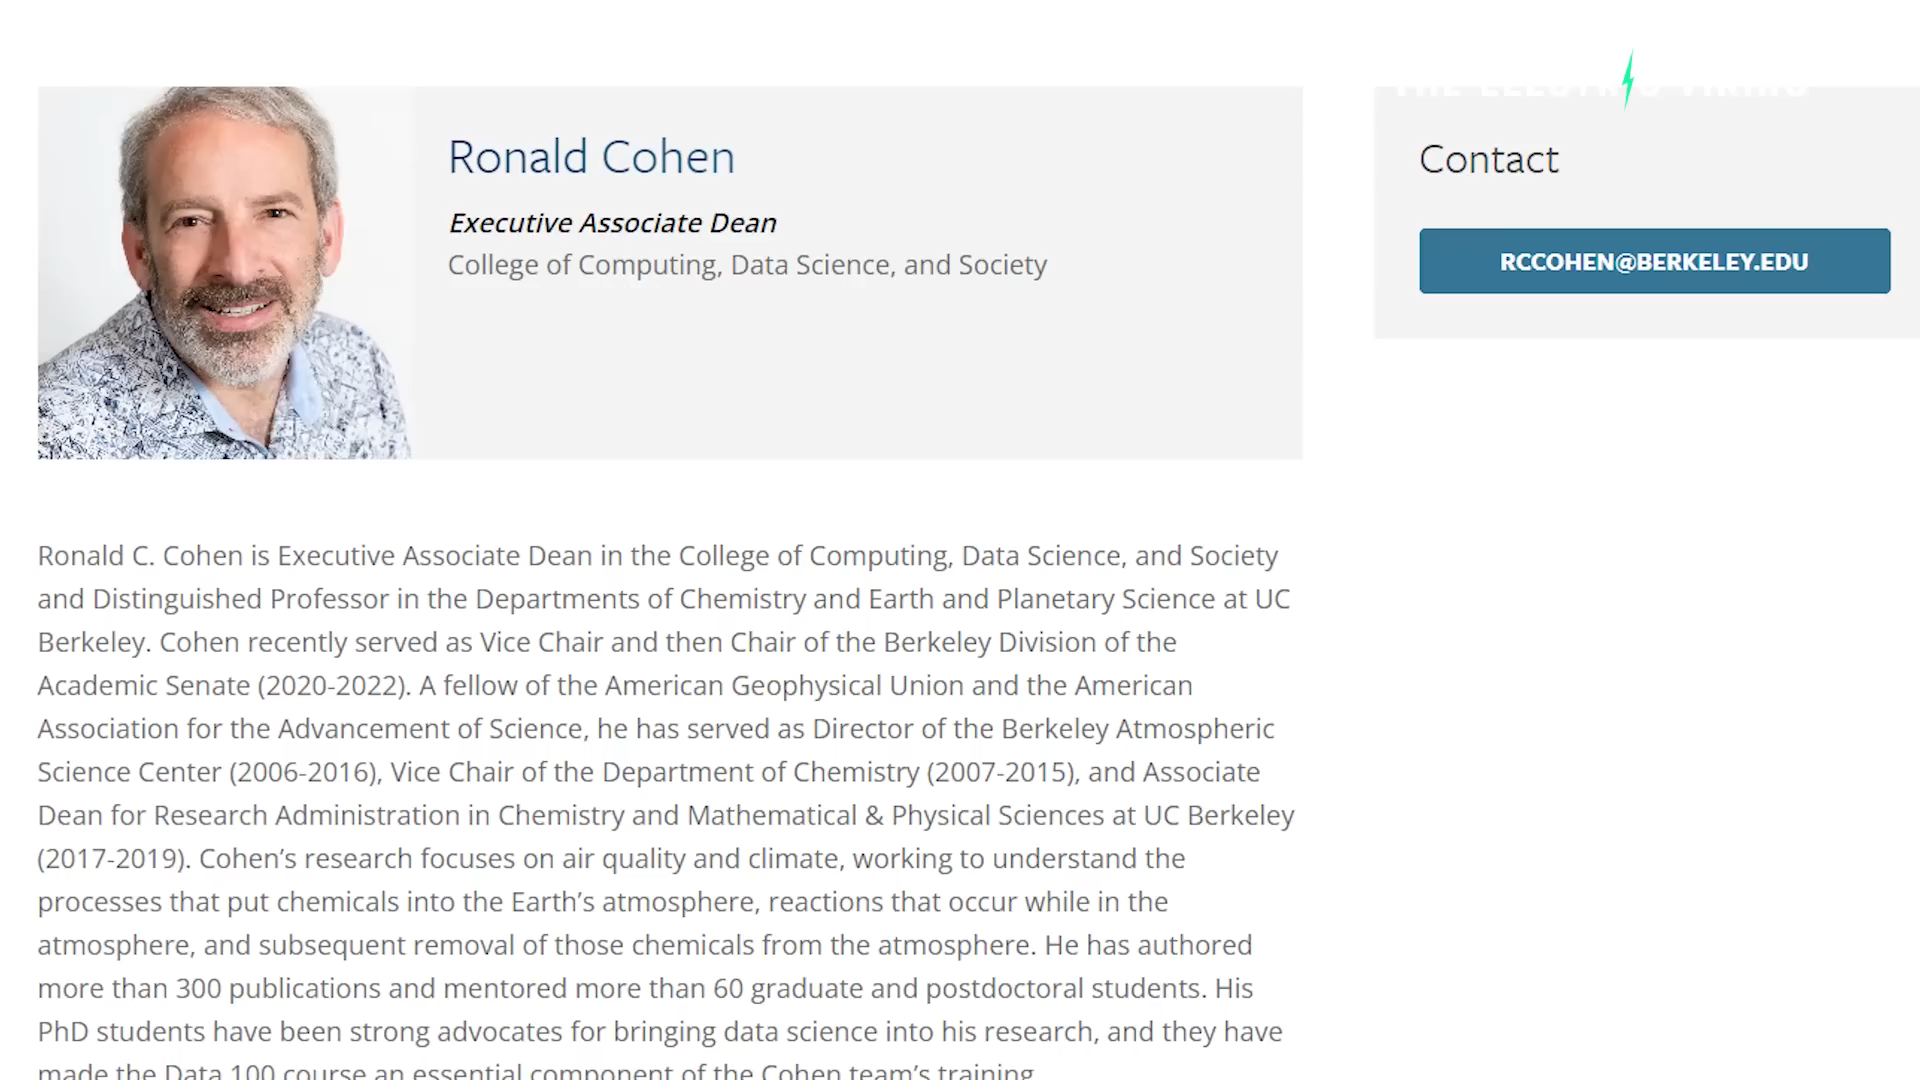 THE ELECTRIC VIKING
Ronald Cohen
Executive Associate Dean
College of Computing, Data Science, and Society
Contact
RCCOHEN@BERKELEY.EDU
Ronald C. Cohen is Executive Associate Dean in the College of Computing, Data Science, and Society
and Distinguished Professor in the Departments of Chemistry and Earth and Planetary Science at UC
Berkeley. Cohen recently served as Vice Chair and then Chair of the Berkeley Division of the
Academic Senate (2020-2022). A fellow of the American Geophysical Union and the American
Association for the Advancement of Science, he has served as Director of the Berkeley Atmospheric
Science Center (2006-2016), Vice Chair of the Department of Chemistry (2007-2015), and Associate
Dean for Research Administration in Chemistry and Mathematical & Physical Sciences at UC Berkeley
(2017-2019). Cohen’s research focuses on air quality and climate, working to understand the
processes that put chemicals into the Earth’s atmosphere, reactions that occur while in the
atmosphere, and subsequent removal of those chemicals from the atmosphere. He has authored
more than 300 publications and mentored more than 60 graduate and postdoctoral students. His
PhD students have been strong advocates for bringing data science into his research, and they have
made the Data 100 course an essential component of the Cohen team’s training.